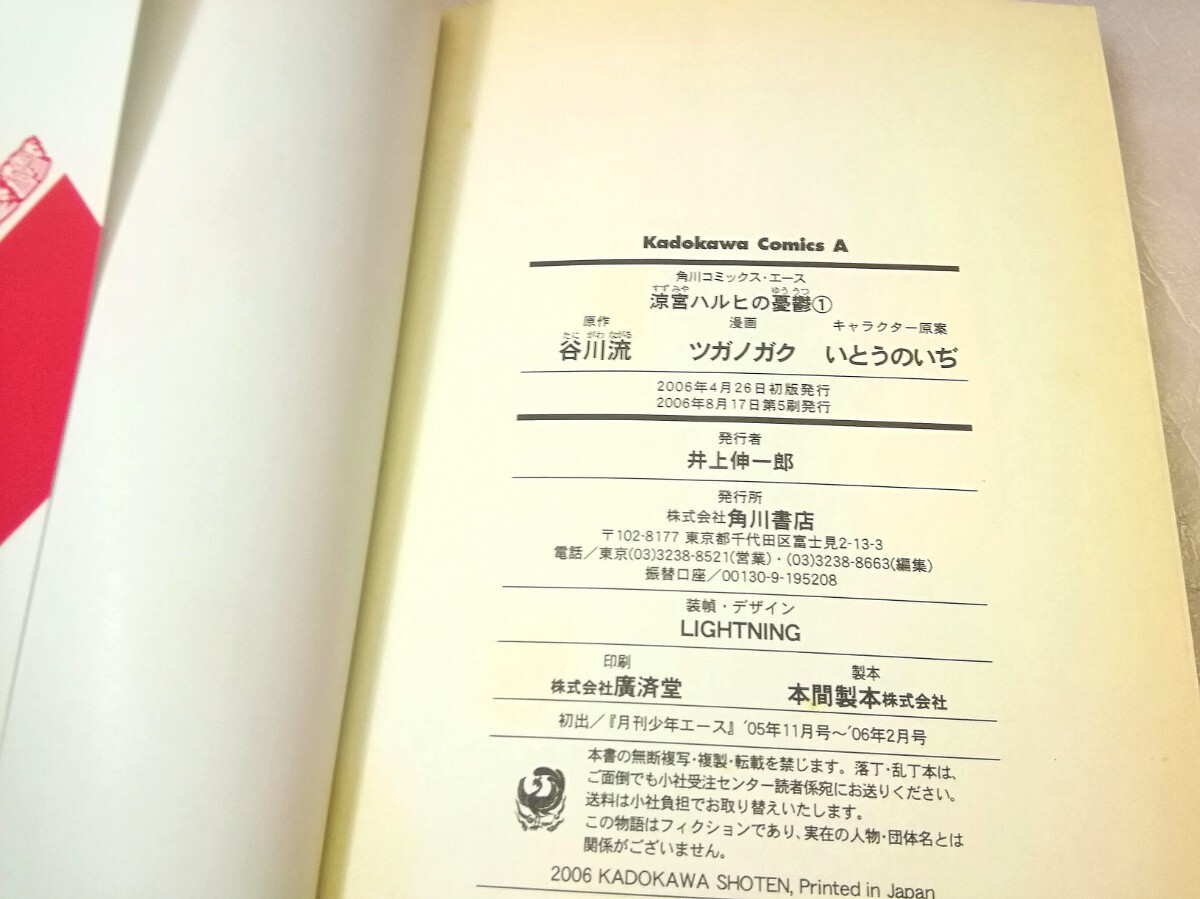 Kadokawa Comics A
角川コミックス・エース
すずみや ゆううつ
涼宮ハルヒの憂鬱①
原作 漫画 キャラクター原案
たに がわ ながる
谷川流 ツガノガク いとうのいぢ
2006年4月26日初版発行
2006年8月17日第5刷発行
発行者
井上伸一郎
発行所
株式会社角川書店
〒102-8177 東京都千代田区富士見2-13-3
電話／東京(03)3238-8521(営業)・(03)3238-8663(編集)
振替口座／00130-9-195208
装幀・デザイン
LIGHTNING
印刷 製本
株式会社廣済堂 本間製本株式会社
初出／『月刊少年エース』'05年11月号〜'06年2月号
本書の無断複写・複製・転載を禁じます。落丁・乱丁本は、
ご面倒でも小社受注センター読者係宛にお送りください。
送料は小社負担でお取り替えいたします。
この物語はフィクションであり、実在の人物・団体名とは
関係がございません。
2006 KADOKAWA SHOTEN, Printed in Japan